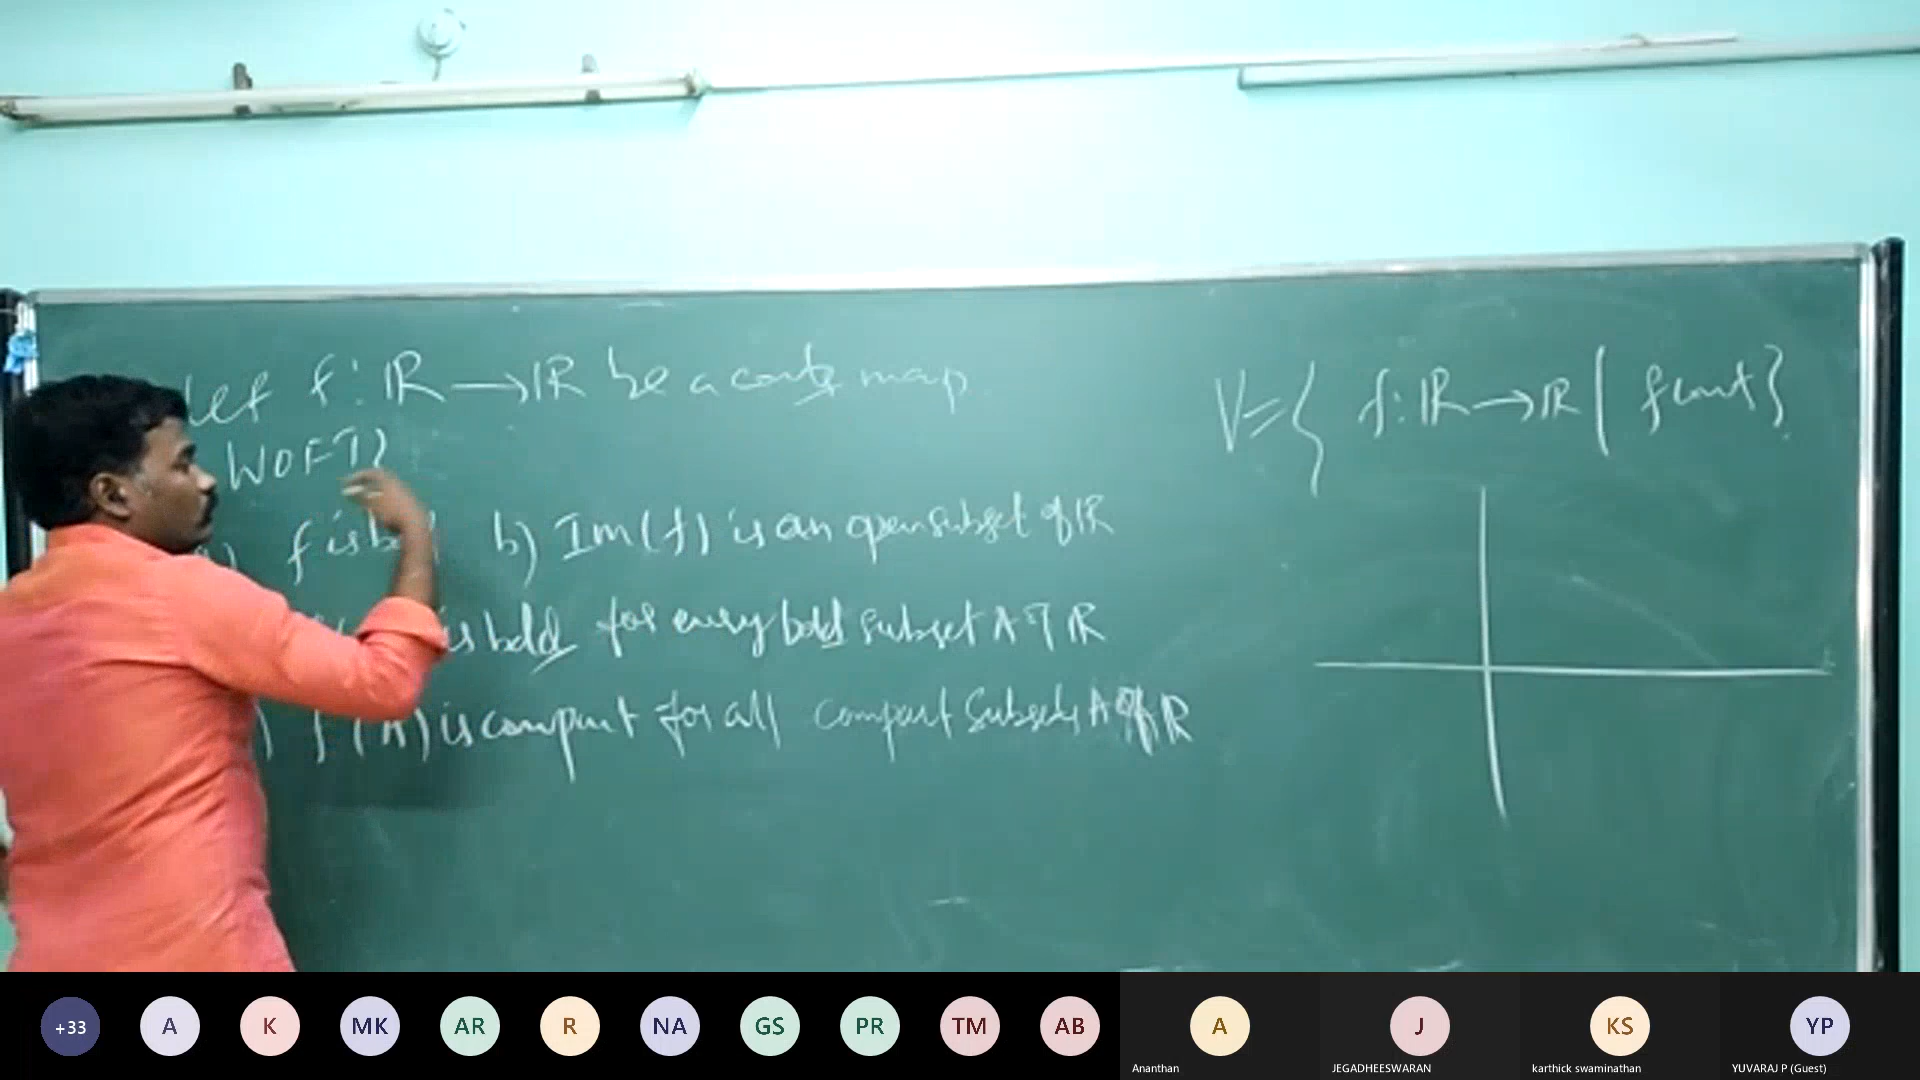 Let f: ℝ → ℝ be a conts map
WOFT?
f is b) Im(f) is an open subset of ℝ
is bdd for every bdd subset A of ℝ
) f(A) is compact for all compact subsets A of ℝ
V = { f: ℝ → ℝ | f cont }
+33
A
K
MK
AR
R
NA
GS
PR
TM
AB
A
J
KS
YP
Ananthan
JEGADHEESWARAN
karthick swaminathan
YUVARAJ P (Guest)